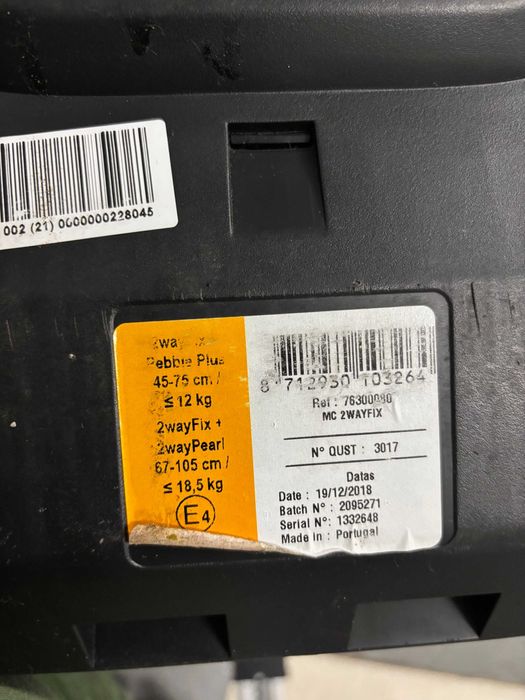 002 (21) 0000000228045
2way
Pebble Plus
45-75 cm /
≤ 12 kg
2wayFix +
2wayPearl
67-105 cm /
≤ 18,5 kg
E4
8 712930 103264
Ref : 76300080
MC 2WAYFIX
N° QUST : 3017
Datas
Date : 19/12/2018
Batch N° : 2095271
Serial N°: 1332648
Made in : Portugal